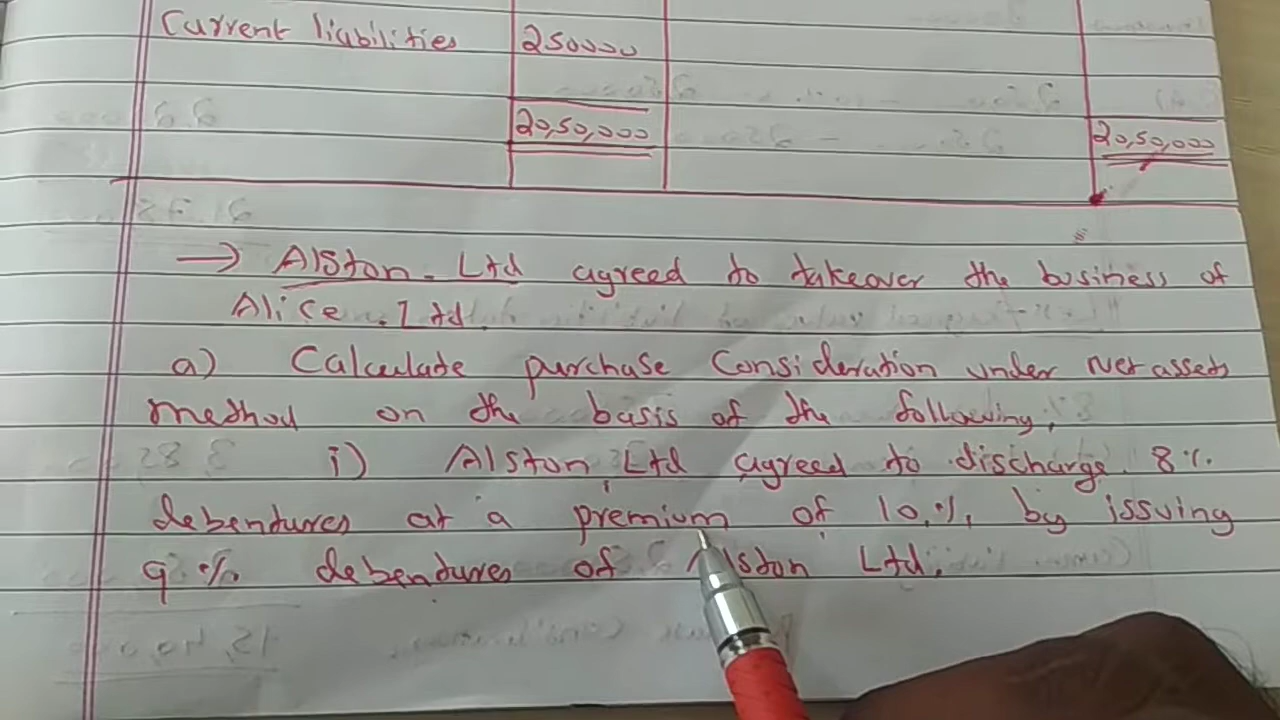 Current liabilities 250000
20,50,000 20,50,000
→ Alston. Ltd agreed to takeover the business of
Alice. Ltd.
a) Calculate purchase Consideration under Net assets
method on the basis of the following,
i) Alston Ltd agreed to discharge 8%
debentures at a premium of 10% by issuing
9% debentures of Alston Ltd.